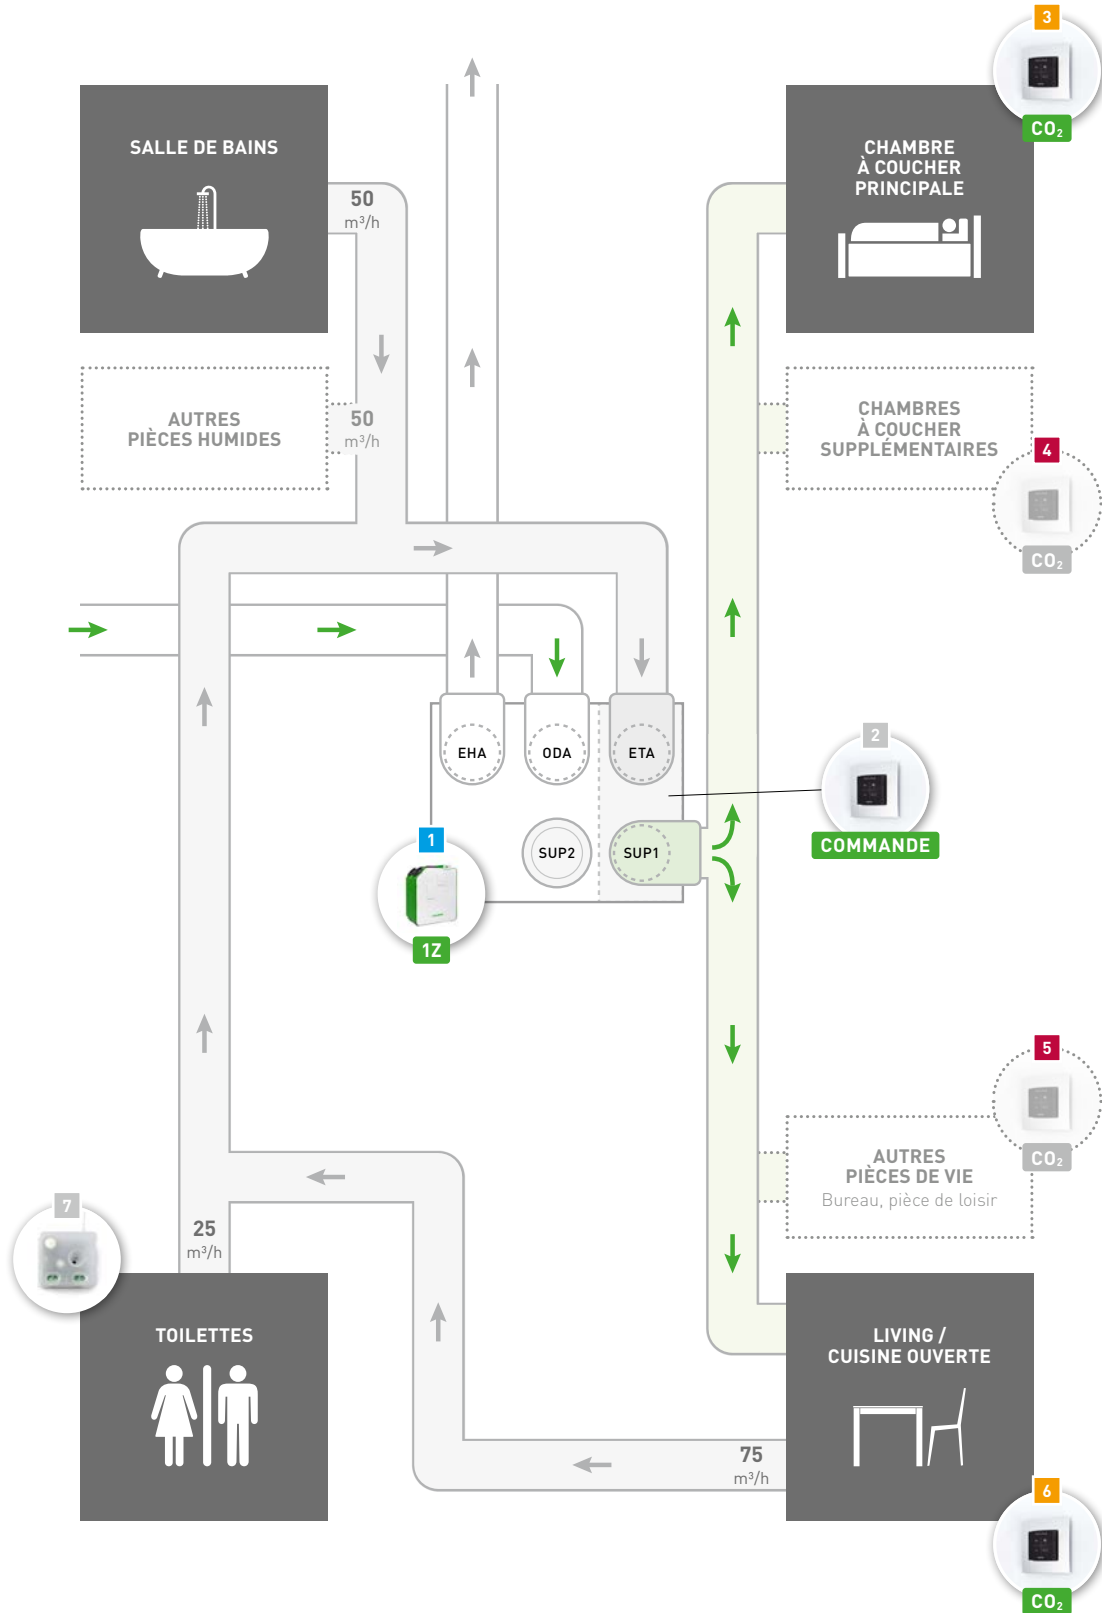 3
CO₂
SALLE DE BAINS
50
m³/h
CHAMBRE
À COUCHER
PRINCIPALE
AUTRES
PIÈCES HUMIDES
50
m³/h
CHAMBRES
À COUCHER
SUPPLÉMENTAIRES
4
CO₂
EHA
ODA
ETA
2
COMMANDE
SUP2
SUP1
1
1Z
5
CO₂
AUTRES
PIÈCES DE VIE
Bureau, pièce de loisir
7
25
m³/h
TOILETTES
LIVING /
CUISINE OUVERTE
75
m³/h
6
CO₂